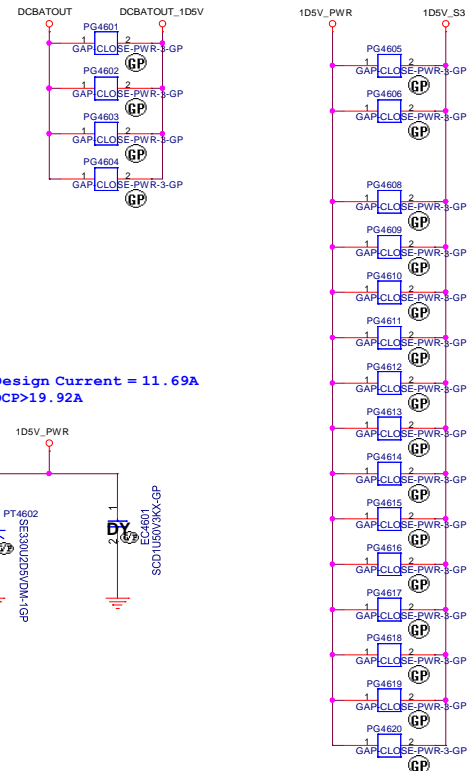 DCBATOUT DCBATOUT_1D5V
PG4601
1 2
GAP-CLOSE-PWR-3-GP
GP
PG4602
1 2
GAP-CLOSE-PWR-3-GP
GP
PG4603
1 2
GAP-CLOSE-PWR-3-GP
GP
PG4604
1 2
GAP-CLOSE-PWR-3-GP
GP
esign Current = 11.69A
CP>19.92A
1D5V_PWR
PT4602
SE330U2D5VDM-1GP
1
DY
2
EC4601
SCD1U50V3KX-GP
1D5V_PWR 1D5V_S3
PG4605
1 2
GAP-CLOSE-PWR-3-GP
GP
PG4606
1 2
GAP-CLOSE-PWR-3-GP
GP
PG4608
1 2
GAP-CLOSE-PWR-3-GP
GP
PG4609
1 2
GAP-CLOSE-PWR-3-GP
GP
PG4610
1 2
GAP-CLOSE-PWR-3-GP
GP
PG4611
1 2
GAP-CLOSE-PWR-3-GP
GP
PG4612
1 2
GAP-CLOSE-PWR-3-GP
GP
PG4613
1 2
GAP-CLOSE-PWR-3-GP
GP
PG4614
1 2
GAP-CLOSE-PWR-3-GP
GP
PG4615
1 2
GAP-CLOSE-PWR-3-GP
GP
PG4616
1 2
GAP-CLOSE-PWR-3-GP
GP
PG4617
1 2
GAP-CLOSE-PWR-3-GP
GP
PG4618
1 2
GAP-CLOSE-PWR-3-GP
GP
PG4619
1 2
GAP-CLOSE-PWR-3-GP
GP
PG4620
1 2
GAP-CLOSE-PWR-3-GP
GP